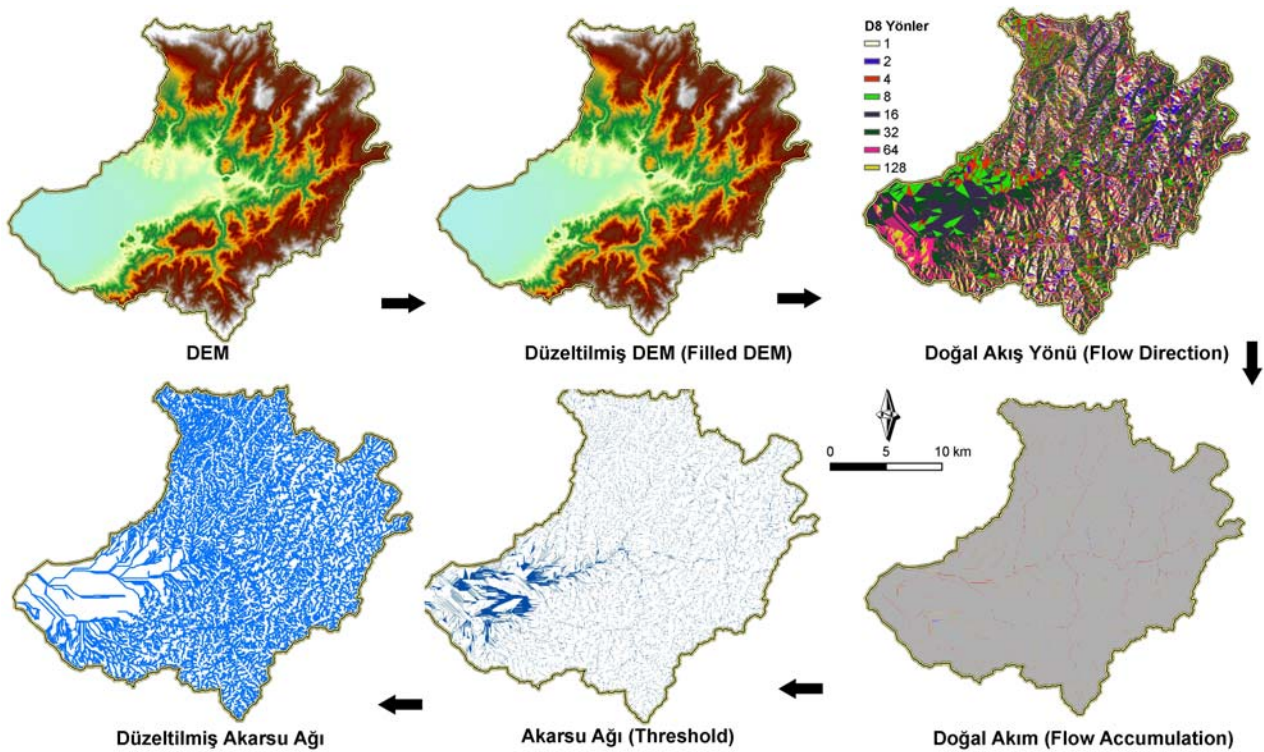 D8 Yönler
1
2
4
8
16
32
64
128
DEM
Düzeltilmiş DEM (Filled DEM)
Doğal Akış Yönü (Flow Direction)
0 5 10 km
Düzeltilmiş Akarsu Ağı
Akarsu Ağı (Threshold)
Doğal Akım (Flow Accumulation)